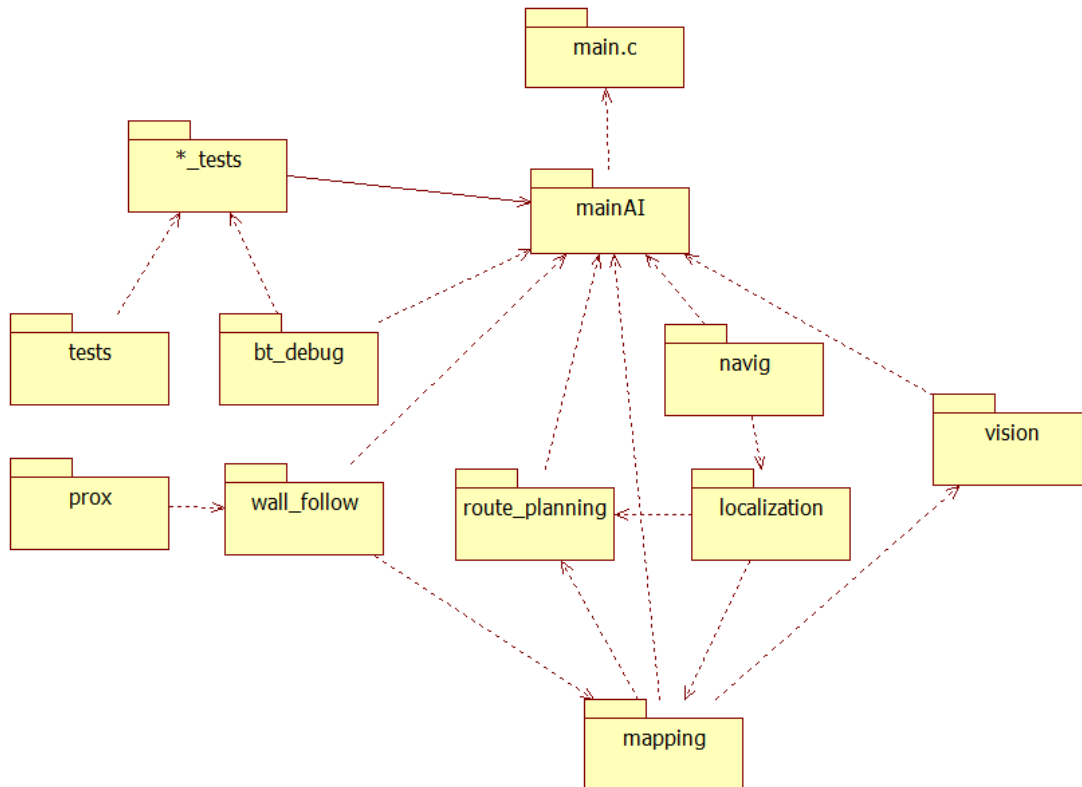 main.c
*_tests
mainAI
tests
bt_debug
navig
vision
prox
wall_follow
route_planning
localization
mapping